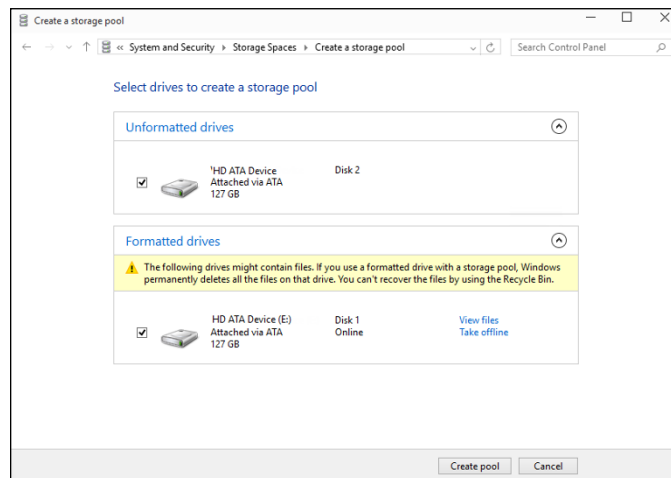 Create a storage pool
« System and Security › Storage Spaces › Create a storage pool
Search Control Panel
Select drives to create a storage pool
Unformatted drives
'HD ATA Device
Disk 2
Attached via ATA
127 GB
Formatted drives
The following drives might contain files. If you use a formatted drive with a storage pool, Windows
permanently deletes all the files on that drive. You can't recover the files by using the Recycle Bin.
HD ATA Device (E:)
Disk 1
View files
Attached via ATA
Online
Take offline
127 GB
Create pool
Cancel